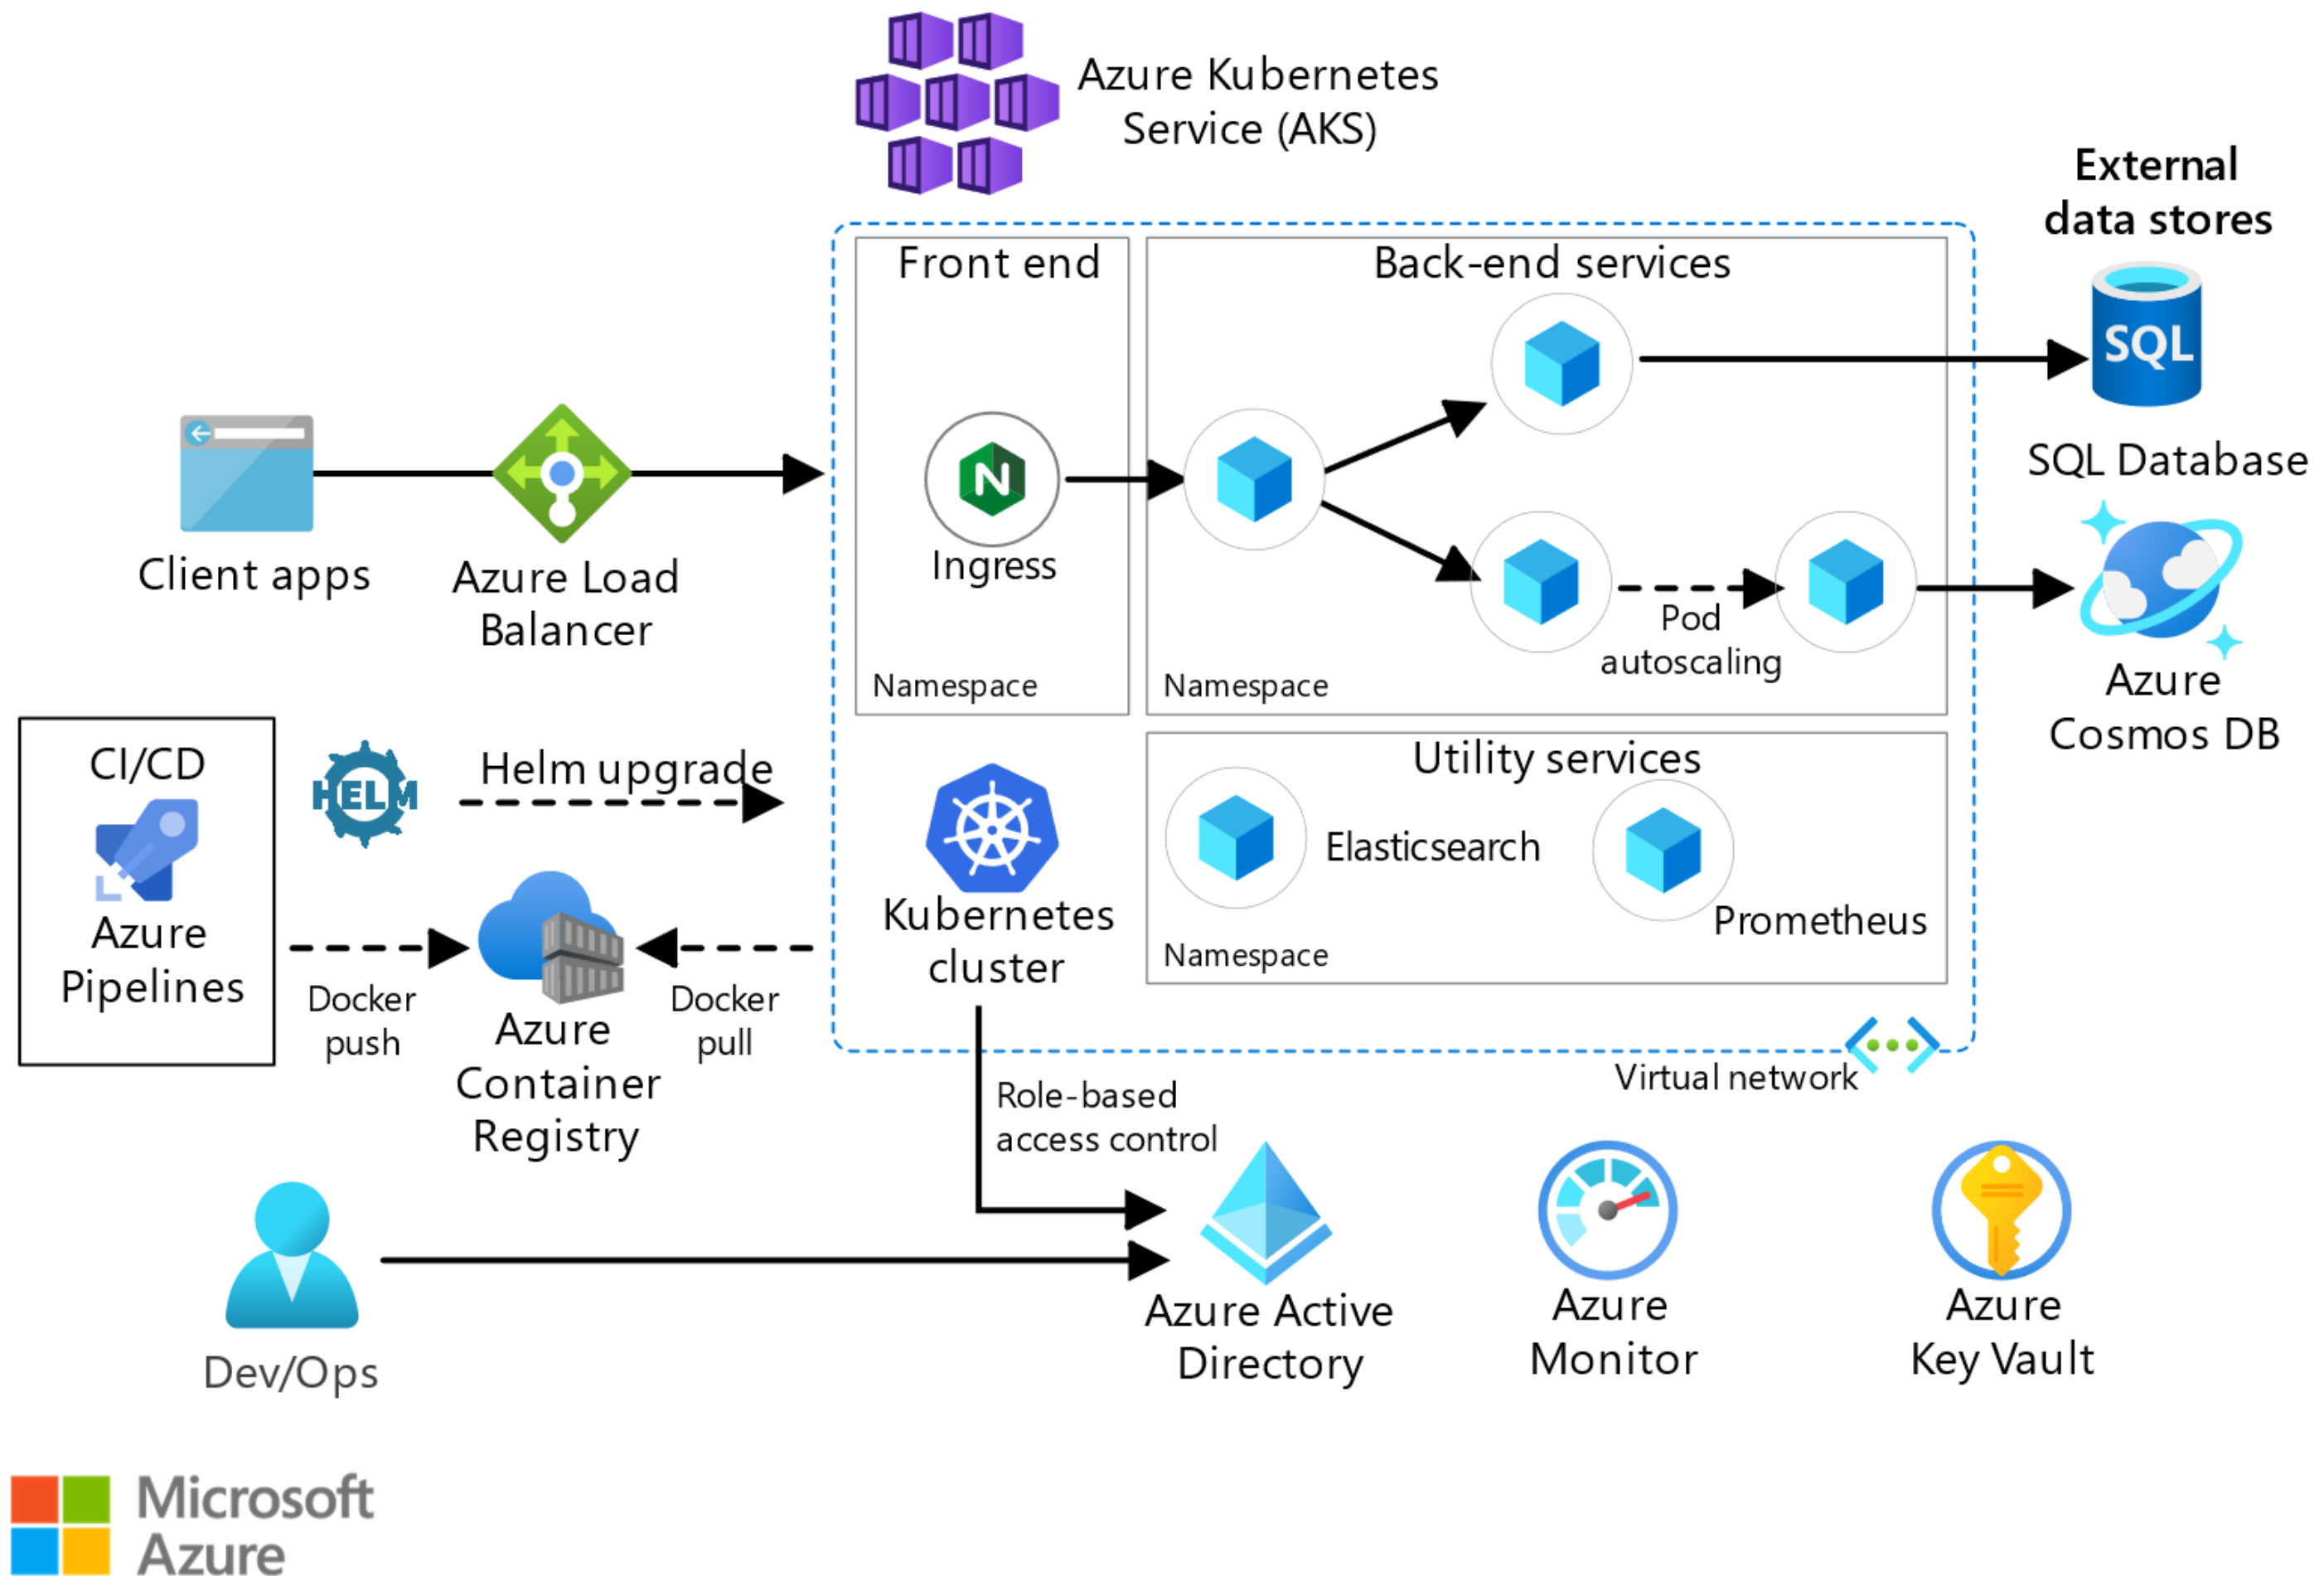 Azure Kubernetes
Service (AKS)
External
data stores
Front end
Back-end services
SQL
SQL Database
N
Ingress
Client apps
Azure Load
Balancer
Pod
autoscaling
Namespace
Namespace
Azure
Cosmos DB
CI/CD
HELM
Helm upgrade
Utility services
Elasticsearch
Prometheus
Namespace
Kubernetes
cluster
Azure
Pipelines
Docker
push
Docker
pull
Azure
Container
Registry
Virtual network
Role-based
access control
Dev/Ops
Azure Active
Directory
Azure
Monitor
Azure
Key Vault
Microsoft
Azure